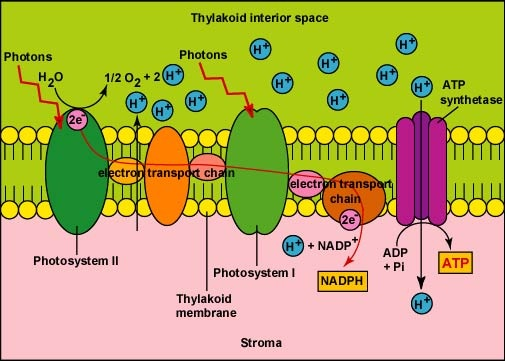 Thylakoid interior space
Photons
Photons
H2O
1/2 O2 + 2 H+
H+
H+
H+
H+
H+
H+
H+
H+
H+
H+
ATP
synthetase
2e-
electron transport chain
electron transport
chain
2e-
H+ + NADP+
NADPH
ADP
+ Pi
ATP
H+
Photosystem II
Photosystem I
Thylakoid
membrane
Stroma